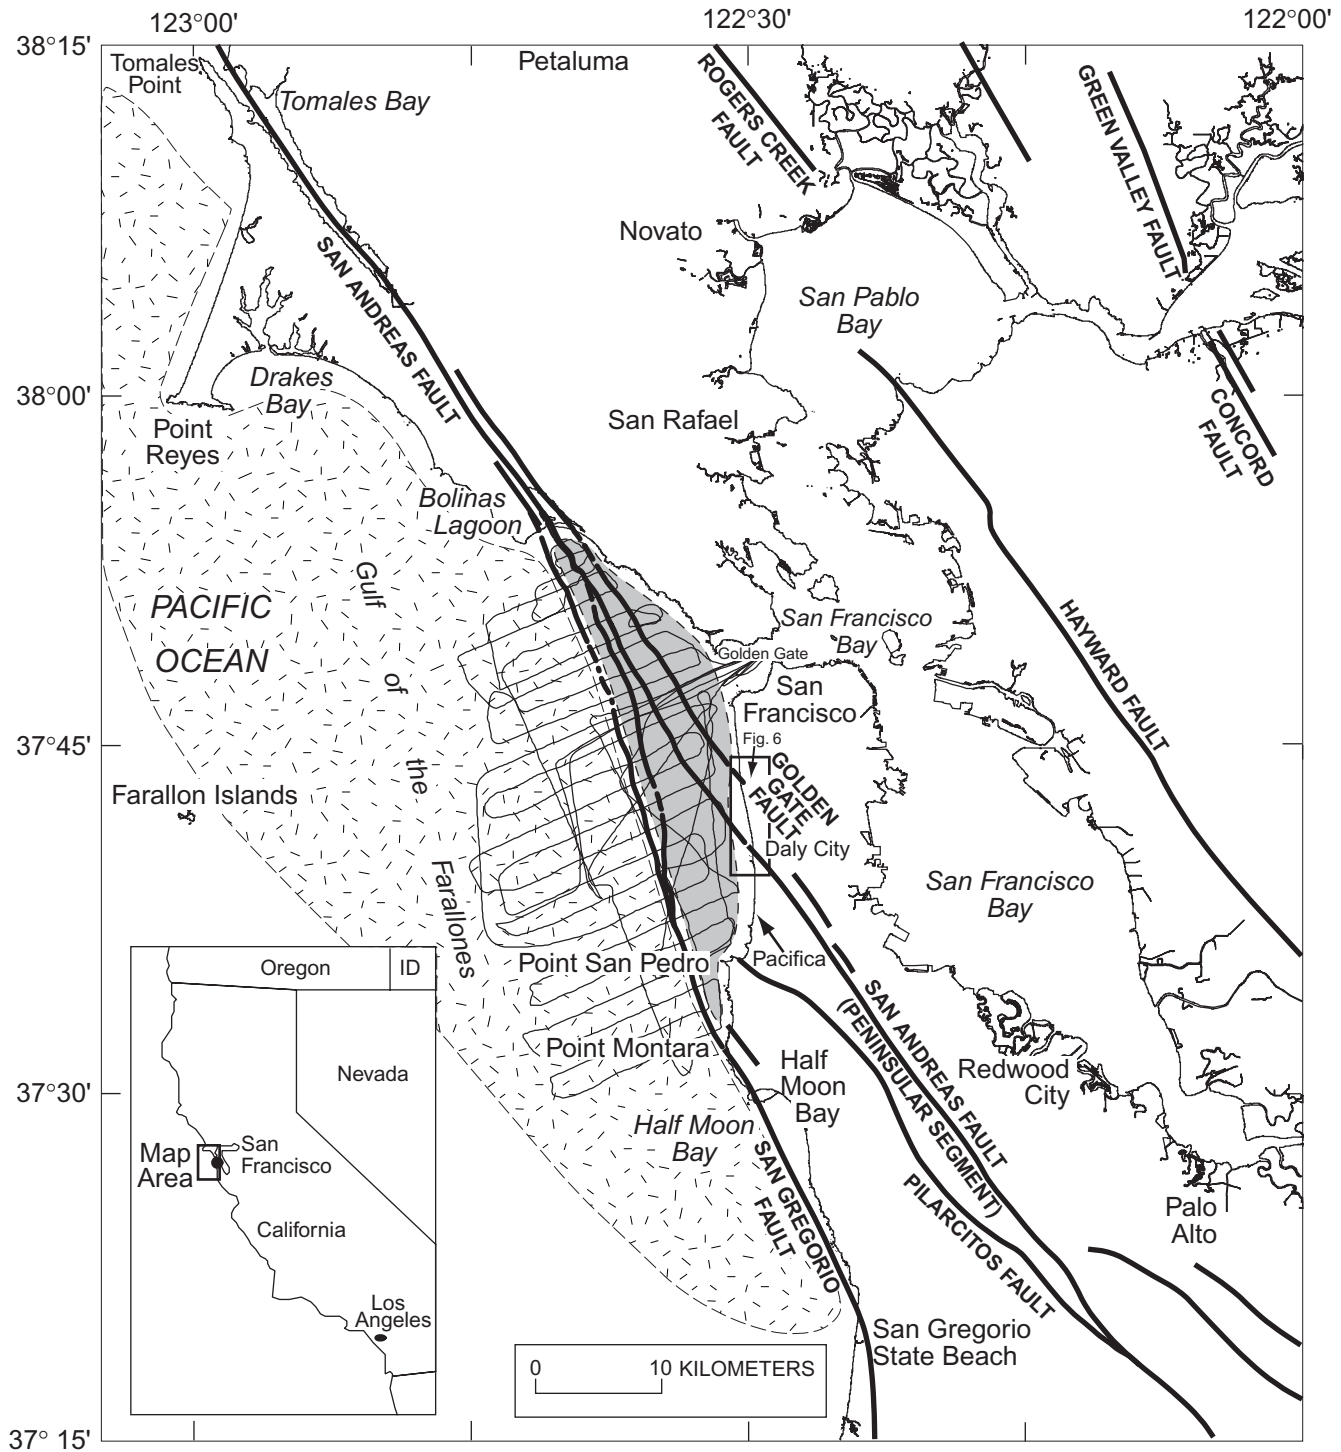 123°00'
122°30'
122°00'
38°15'
Tomales
Point
Tomales Bay
Petaluma
ROGERS CREEK
FAULT
GREEN VALLEY FAULT
Novato
SAN ANDREAS FAULT
San Pablo
Bay
38°00'
Drakes
Bay
Point
Reyes
San Rafael
CONCORD
FAULT
Bolinas
Lagoon
Gulf
of
the
Farallones
PACIFIC
OCEAN
San Francisco
Bay
HAYWARD FAULT
Golden Gate
San
Francisco
37°45'
Fig. 6
GOLDEN
GATE
FAULT
Farallon Islands
Daly City
San Francisco
Bay
Pacifica
Point San Pedro
SAN ANDREAS FAULT
(PENINSULAR SEGMENT)
Point Montara
Half
Moon
Bay
Redwood
City
37°30'
Half Moon
Bay
SAN GREGORIO
FAULT
PILARCITOS FAULT
Palo
Alto
San Gregorio
State Beach
Oregon
ID
Nevada
Map
Area
San
Francisco
California
Los
Angeles
0
10 KILOMETERS
37° 15'